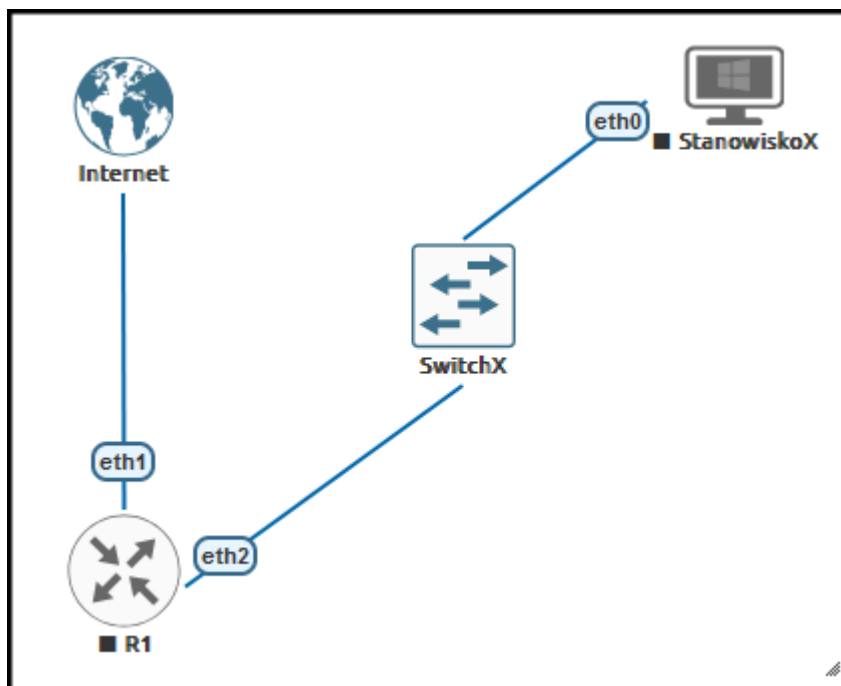 Internet
eth0
StanowiskoX
SwitchX
eth1
eth2
R1